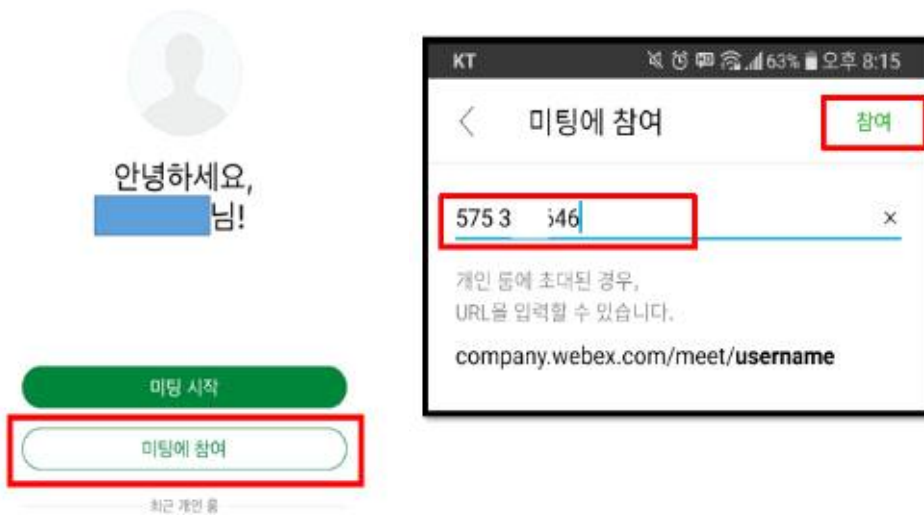 안녕하세요,
님!
미팅 시작
미팅에 참여
최근 개인 룸
KT 63% 오후 8:15
미팅에 참여 참여
575 3 646 ×
개인 룸에 초대된 경우,
URL을 입력할 수 있습니다.
company.webex.com/meet/username